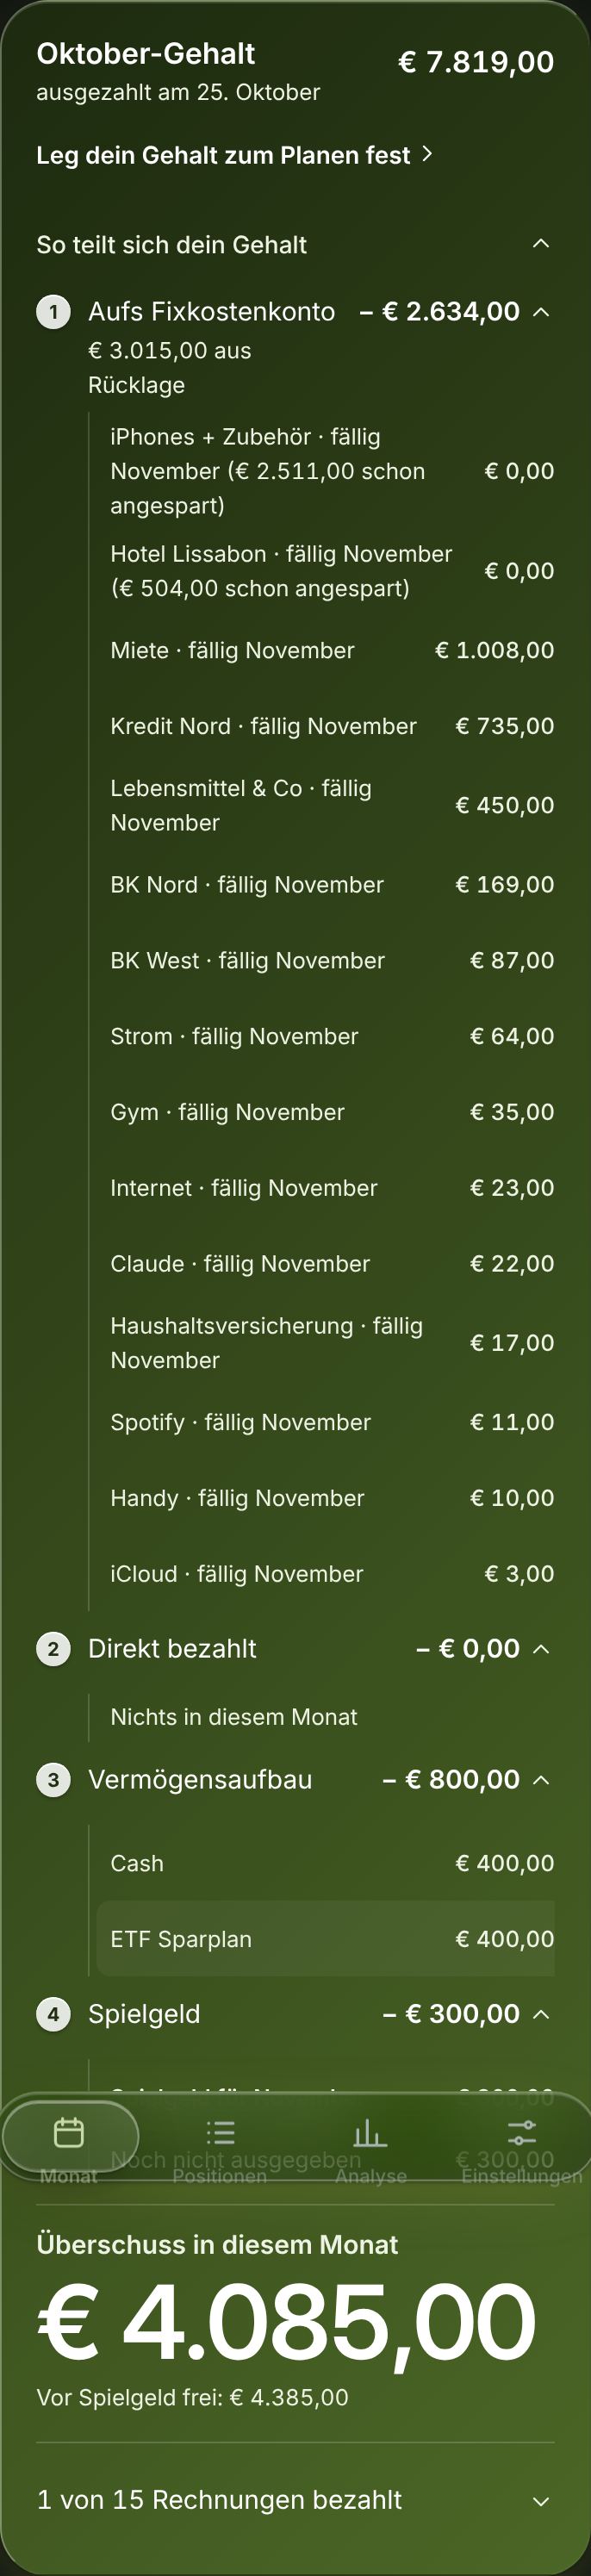 Oktober-Gehalt
€ 7.819,00
ausgezahlt am 25. Oktober
Leg dein Gehalt zum Planen fest
So teilt sich dein Gehalt
1 Aufs Fixkostenkonto – € 2.634,00
€ 3.015,00 aus
Rücklage
iPhones + Zubehör · fällig
November (€ 2.511,00 schon
angespart)
€ 0,00
Hotel Lissabon · fällig November
(€ 504,00 schon angespart)
€ 0,00
Miete · fällig November € 1.008,00
Kredit Nord · fällig November € 735,00
Lebensmittel & Co · fällig
November
€ 450,00
BK Nord · fällig November € 169,00
BK West · fällig November € 87,00
Strom · fällig November € 64,00
Gym · fällig November € 35,00
Internet · fällig November € 23,00
Claude · fällig November € 22,00
Haushaltsversicherung · fällig
November
€ 17,00
Spotify · fällig November € 11,00
Handy · fällig November € 10,00
iCloud · fällig November € 3,00
2 Direkt bezahlt – € 0,00
Nichts in diesem Monat
3 Vermögensaufbau – € 800,00
Cash € 400,00
ETF Sparplan € 400,00
4 Spielgeld – € 300,00
Noch nicht ausgegeben € 300,00
Monat Positionen Analyse Einstellungen
Überschuss in diesem Monat
€ 4.085,00
Vor Spielgeld frei: € 4.385,00
1 von 15 Rechnungen bezahlt